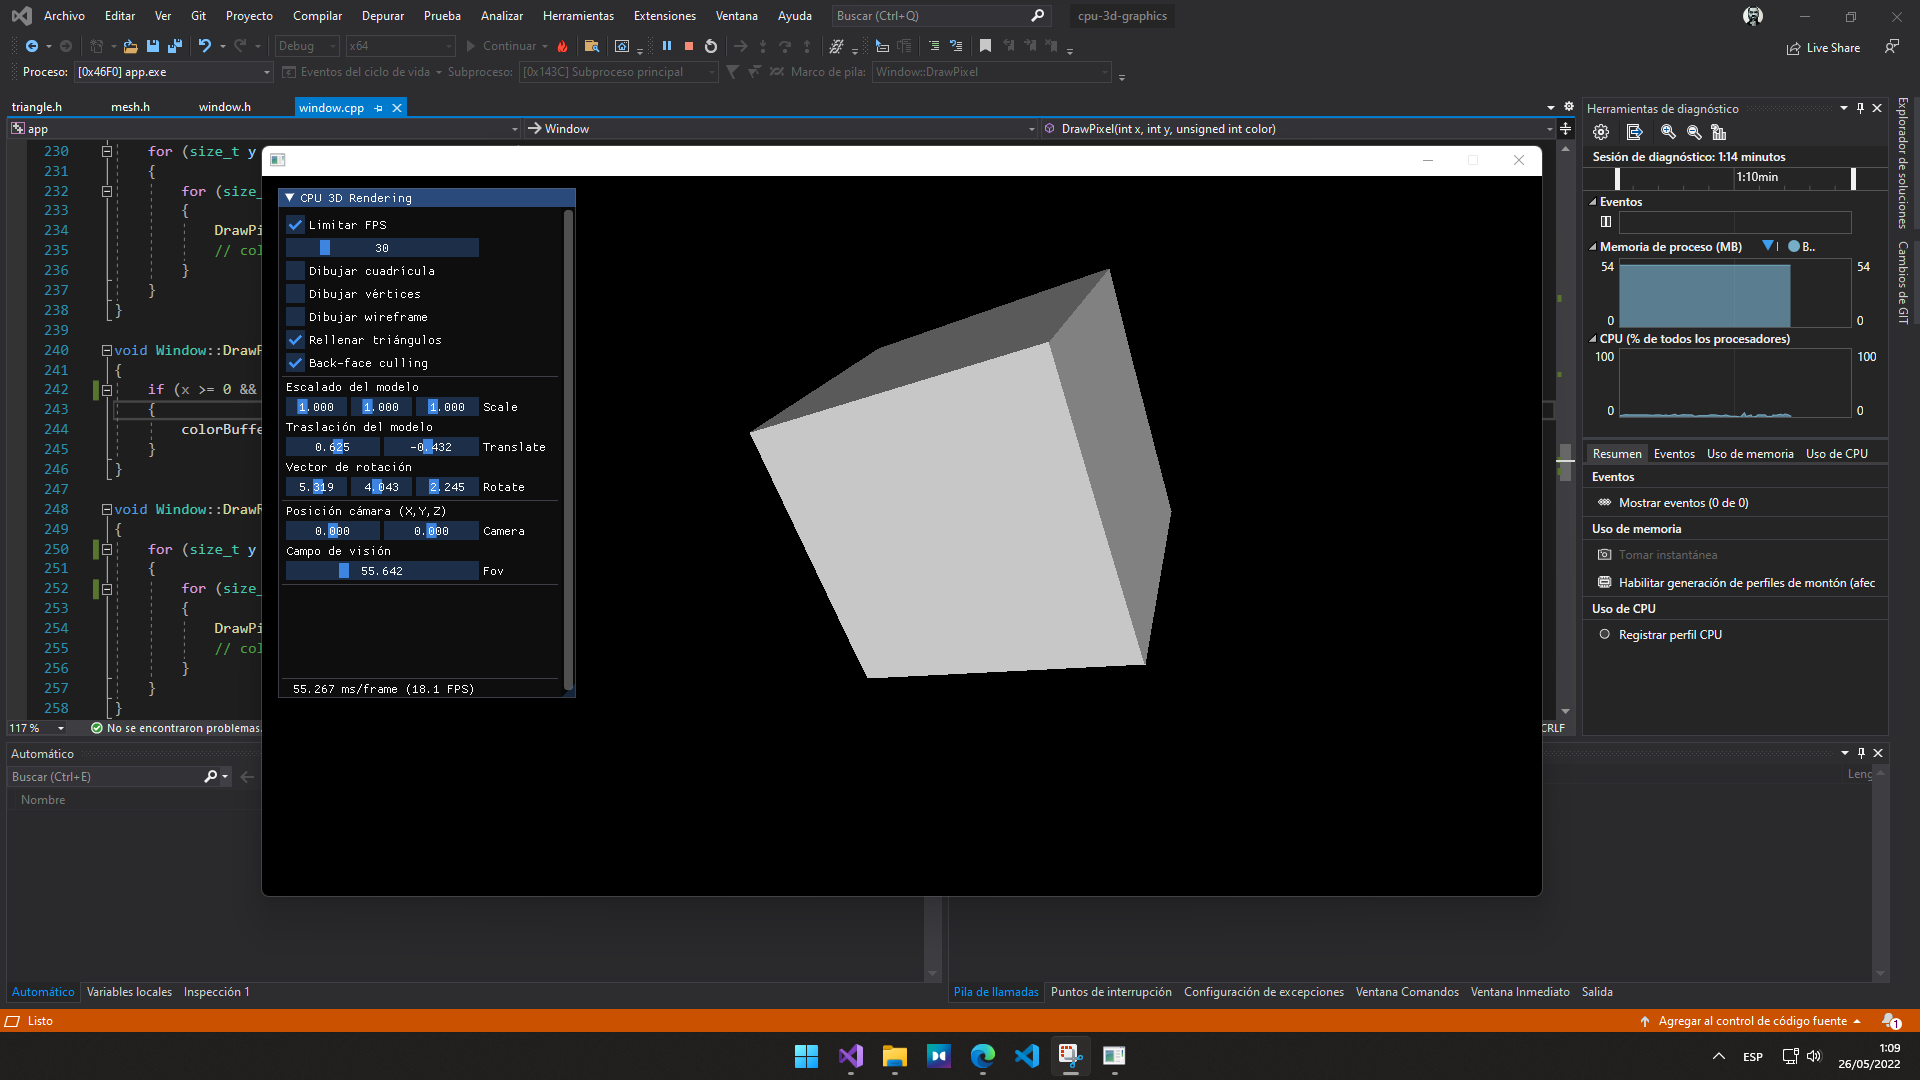 Archivo Editar Ver Git Proyecto Compilar Depurar Prueba Analizar Herramientas Extensiones Ventana Ayuda Buscar (Ctrl+Q) cpu-3d-graphics
Debug x64 Continuar Live Share
Proceso: [0x46F0] app.exe Eventos del ciclo de vida Subproceso: [0x143C] Subproceso principal Marco de pila: Window::DrawPixel
triangle.h mesh.h window.h window.cpp
app Window DrawPixel(int x, int y, unsigned int color)
230 for (size_t y
231 {
232 for (size_
233 {
234 DrawPi
235 // col
236 }
237 }
238 }
239
240 void Window::DrawP
241 {
242 if (x >= 0 &&
243 {
244 colorBuffe
245 }
246 }
247
248 void Window::DrawR
249 {
250 for (size_t y
251 {
252 for (size_
253 {
254 DrawPi
255 // col
256 }
257 }
258 }
117 % No se encontraron problemas. CRLF
CPU 3D Rendering
Limitar FPS
30
Dibujar cuadrícula
Dibujar vértices
Dibujar wireframe
Rellenar triángulos
Back-face culling
Escalado del modelo
1.000 1.000 1.000 Scale
Traslación del modelo
0.625 -0.432 Translate
Vector de rotación
5.319 4.043 2.245 Rotate
Posición cámara (X,Y,Z)
0.000 0.000 Camera
Campo de visión
55.642 Fov
55.267 ms/frame (18.1 FPS)
Herramientas de diagnóstico
Sesión de diagnóstico: 1:14 minutos
1:10min
Eventos
Memoria de proceso (MB) I B..
54 54
0 0
CPU (% de todos los procesadores)
100 100
0 0
Resumen Eventos Uso de memoria Uso de CPU
Eventos
Mostrar eventos (0 de 0)
Uso de memoria
Tomar instantánea
Habilitar generación de perfiles de montón (afec
Uso de CPU
Registrar perfil CPU
Explorador de soluciones
Cambios de GIT
Automático
Buscar (Ctrl+E)
Nombre
Leng
Automático Variables locales Inspección 1
Pila de llamadas Puntos de interrupción Configuración de excepciones Ventana Comandos Ventana Inmediato Salida
Listo Agregar al control de código fuente 1
ESP 1:09
26/05/2022